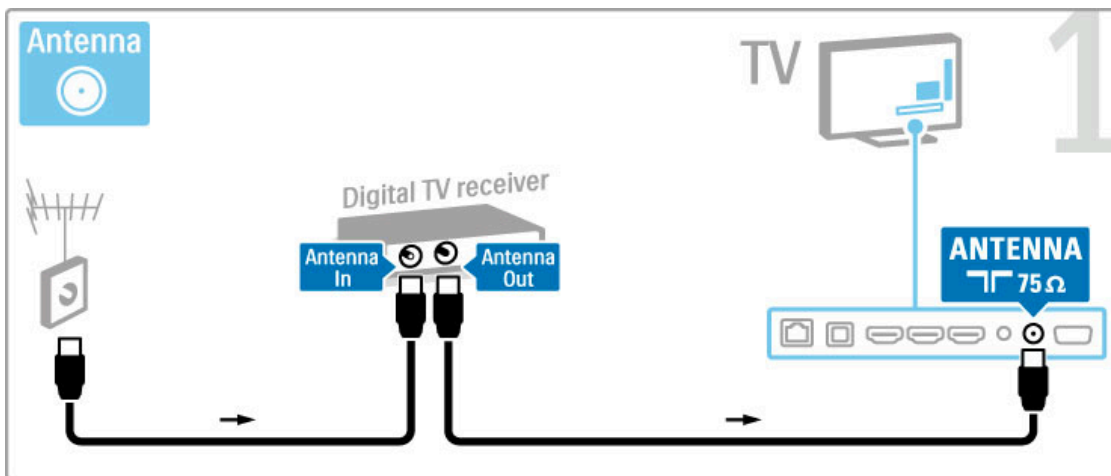 Antenna
TV
1
Digital TV receiver
Antenna
In
Antenna
Out
ANTENNA
75 Ω